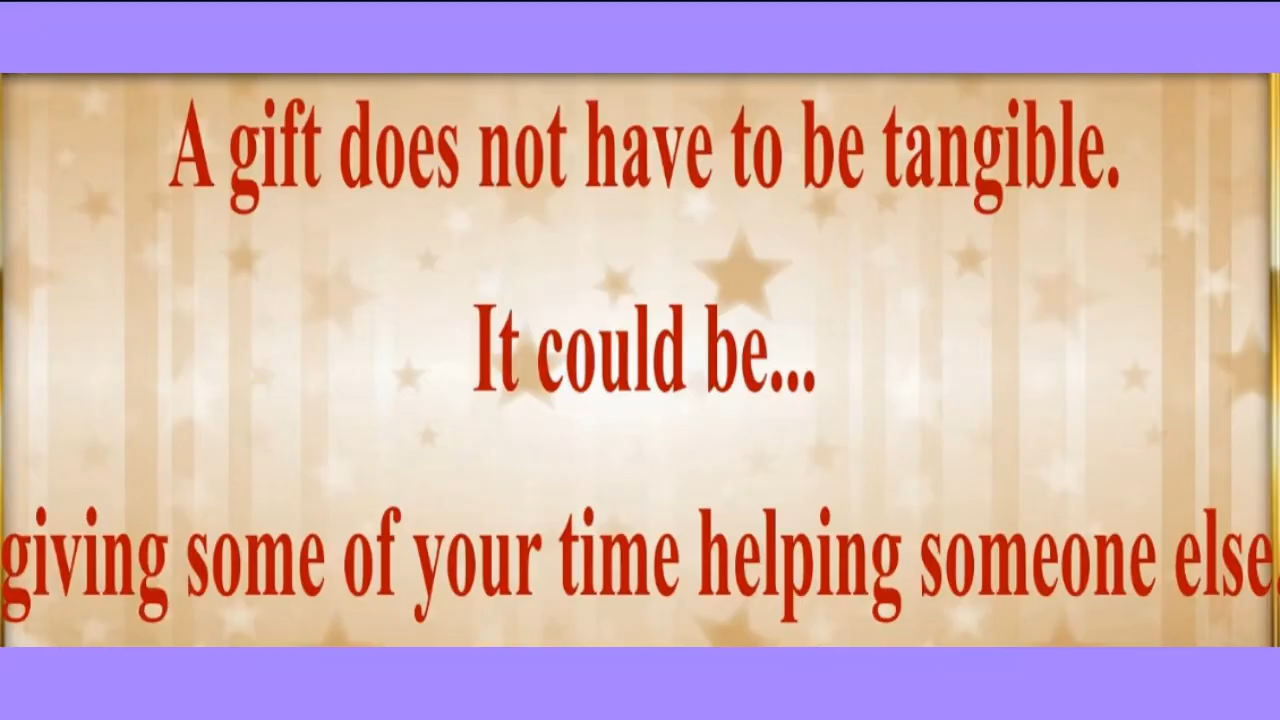 A gift does not have to be tangible.
It could be...
giving some of your time helping someone else.